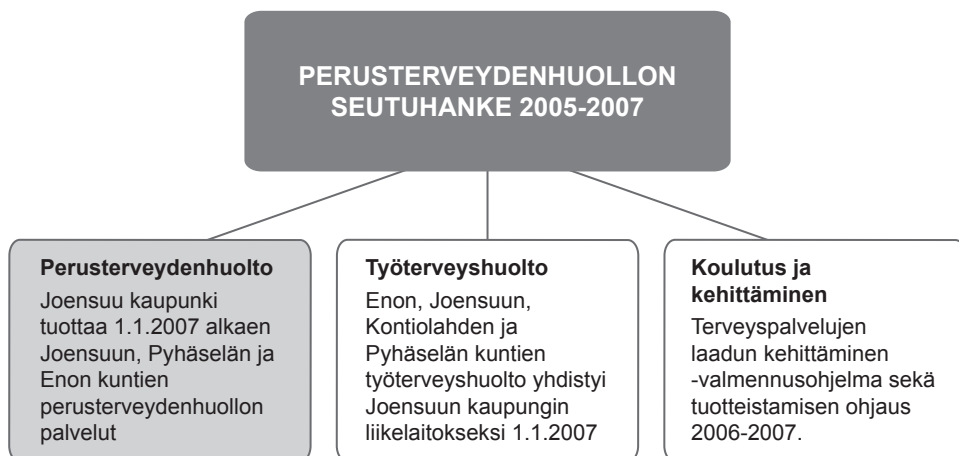 PERUSTERVEYDENHUOLLON
SEUTUHANKE 2005-2007
Perusterveydenhuolto
Joensuu kaupunki
tuottaa 1.1.2007 alkaen
Joensuun, Pyhäselän ja
Enon kuntien
perusterveydenhuollon
palvelut
Työterveyshuolto
Enon, Joensuun,
Kontiolahden ja
Pyhäselän kuntien
työterveyshuolto yhdistyi
Joensuun kaupungin
liikelaitokseksi 1.1.2007
Koulutus ja
kehittäminen
Terveyspalvelujen
laadun kehittäminen
-valmennusohjelma sekä
tuotteistamisen ohjaus
2006-2007.